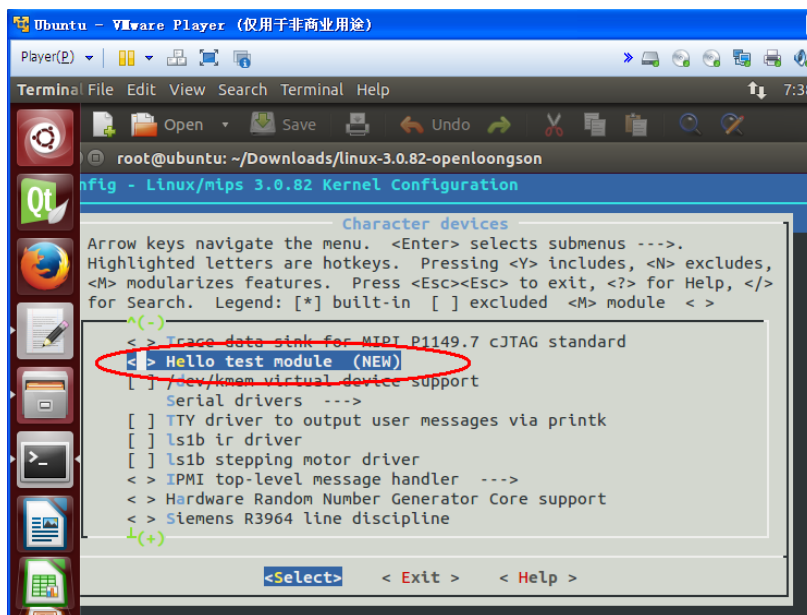 Ubuntu - VMware Player (仅用于非商业用途)
Player(P)
Terminal File Edit View Search Terminal Help 7:38
Open Save Undo
root@ubuntu: ~/Downloads/linux-3.0.82-openloongson
nfig - Linux/mips 3.0.82 Kernel Configuration
Character devices
Arrow keys navigate the menu. <Enter> selects submenus --->.
Highlighted letters are hotkeys. Pressing <Y> includes, <N> excludes,
<M> modularizes features. Press <Esc><Esc> to exit, <?> for Help, </>
for Search. Legend: [*] built-in [ ] excluded <M> module < >
^(-)
< > Trace data sink for MIPI P1149.7 cJTAG standard
< > Hello test module (NEW)
[ ] /dev/kmem virtual device support
Serial drivers --->
[ ] TTY driver to output user messages via printk
[ ] ls1b ir driver
[ ] ls1b stepping motor driver
< > IPMI top-level message handler --->
< > Hardware Random Number Generator Core support
< > Siemens R3964 line discipline
(+)
<Select> < Exit > < Help >